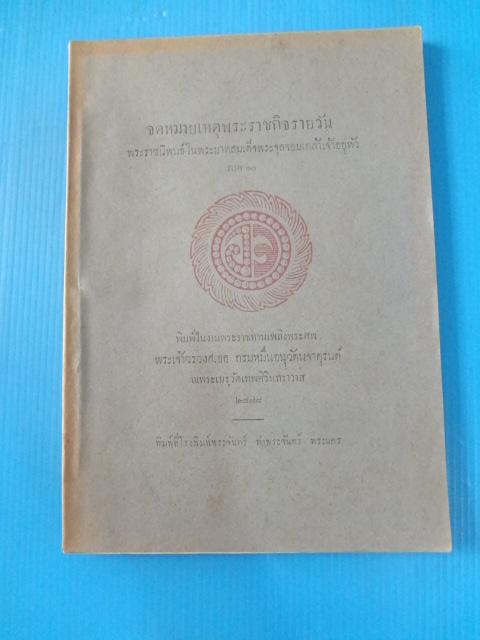 จดหมายเหตุพระราชกิจรายวัน
พระราชนิพนธ์ในพระบาทสมเด็จพระจุลจอมเกล้าเจ้าอยู่หัว
ภาค
พิมพ์ในงานพระราชทานเพลิงพระศพ
พระเจ้าวรวงศ์เธอ กรมหมื่นอนุวัตนจาตุรนต์
ณพระเมรุวัดเทพศิรินทราวาส
พิมพ์ที่โรงพิมพ์พระจันทร์ ท่าพระจันทร์ พระนคร